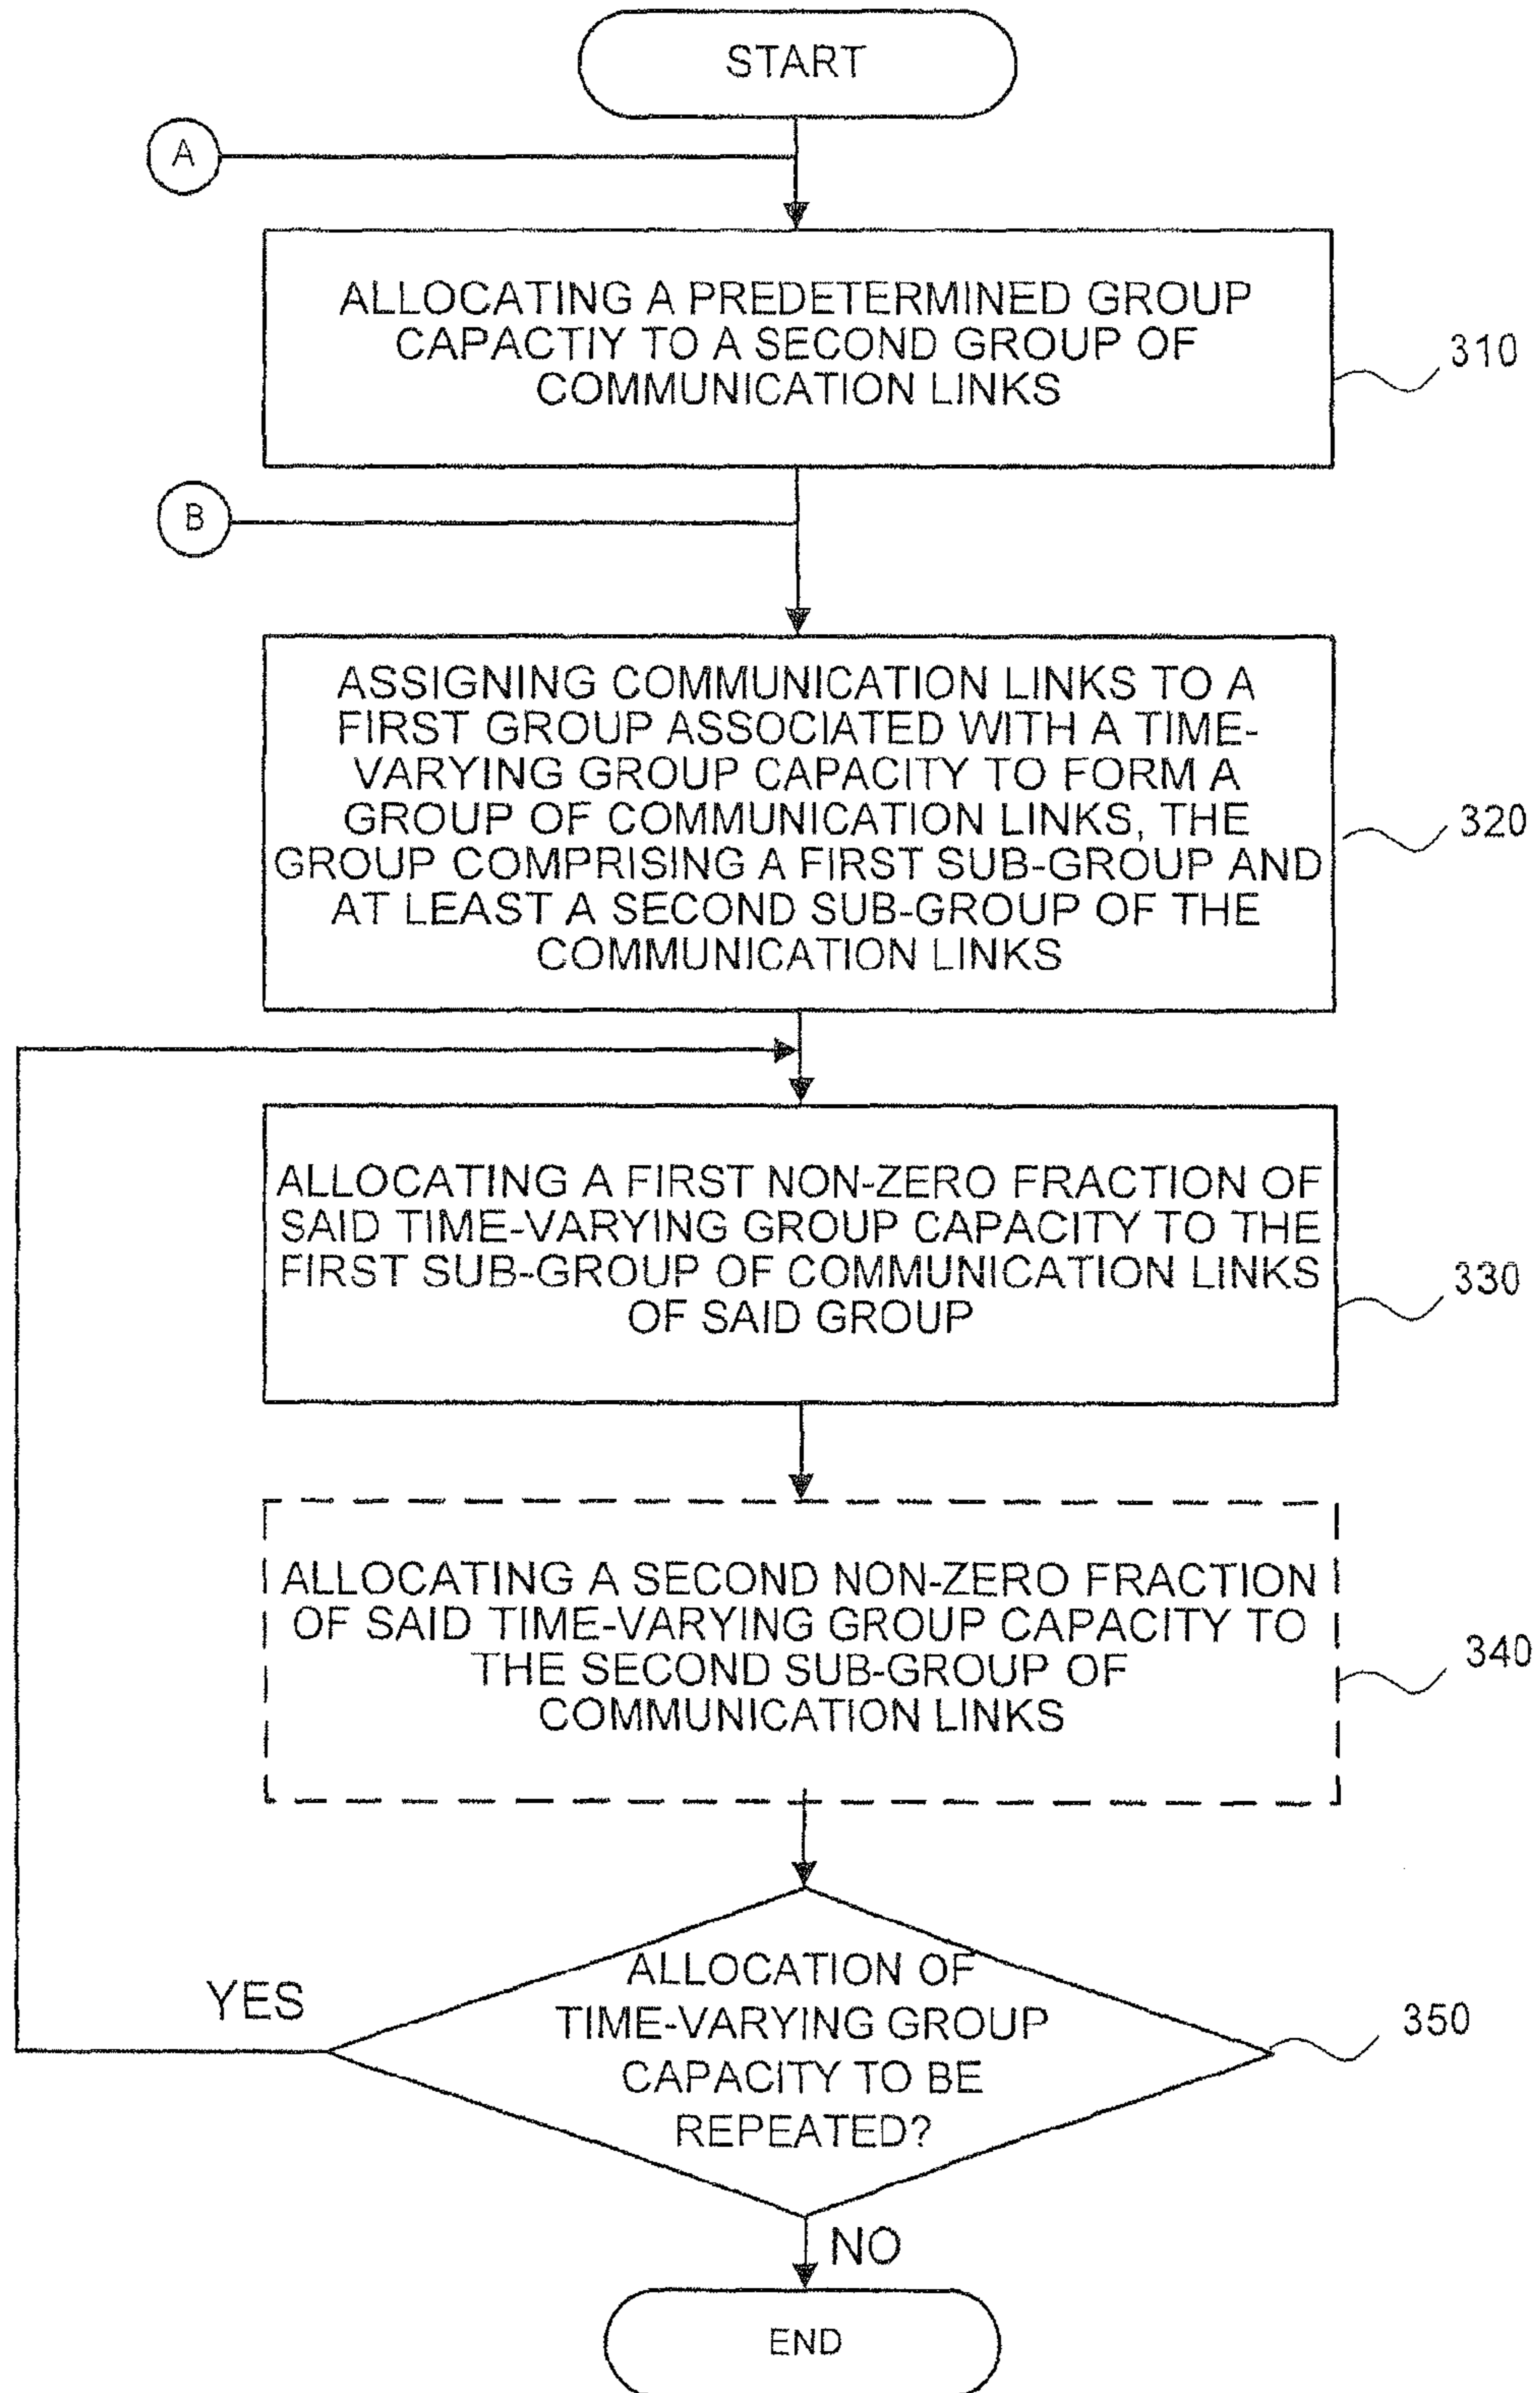 START
A
ALLOCATING A PREDETERMINED GROUP
CAPACTIY TO A SECOND GROUP OF
COMMUNICATION LINKS
310
B
ASSIGNING COMMUNICATION LINKS TO A
FIRST GROUP ASSOCIATED WITH A TIME-
VARYING GROUP CAPACITY TO FORM A
GROUP OF COMMUNICATION LINKS, THE
GROUP COMPRISING A FIRST SUB-GROUP AND
AT LEAST A SECOND SUB-GROUP OF THE
COMMUNICATION LINKS
320
ALLOCATING A FIRST NON-ZERO FRACTION OF
SAID TIME-VARYING GROUP CAPACITY TO THE
FIRST SUB-GROUP OF COMMUNICATION LINKS
OF SAID GROUP
330
ALLOCATING A SECOND NON-ZERO FRACTION
OF SAID TIME-VARYING GROUP CAPACITY TO
THE SECOND SUB-GROUP OF
COMMUNICATION LINKS
340
YES
ALLOCATION OF
TIME-VARYING GROUP
CAPACITY TO BE
REPEATED?
350
NO
END